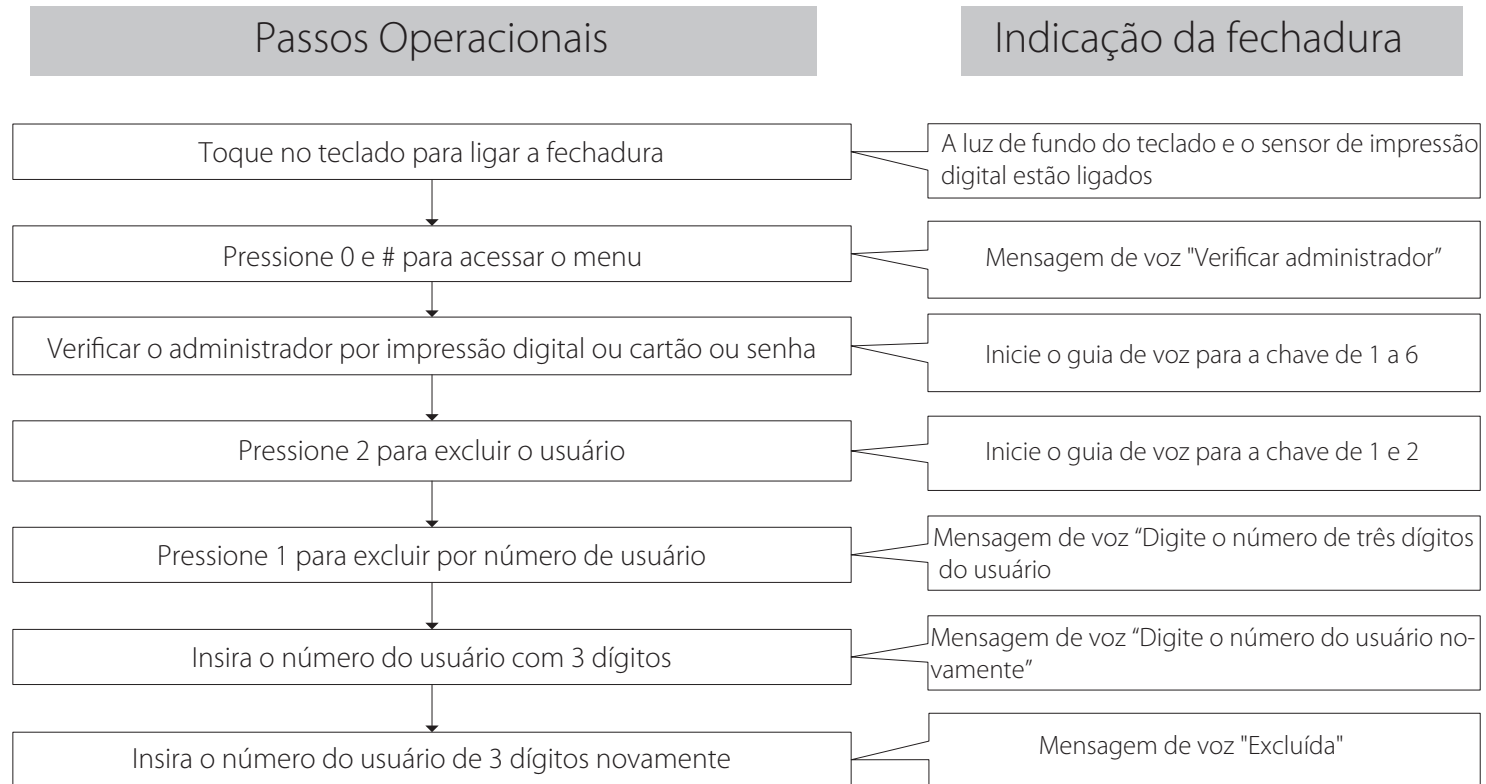 Passos Operacionais
Indicação da fechadura
Toque no teclado para ligar a fechadura
A luz de fundo do teclado e o sensor de impressão
digital estão ligados
Pressione 0 e # para acessar o menu
Mensagem de voz "Verificar administrador”
Verificar o administrador por impressão digital ou cartão ou senha
Inicie o guia de voz para a chave de 1 a 6
Pressione 2 para excluir o usuário
Inicie o guia de voz para a chave de 1 e 2
Pressione 1 para excluir por número de usuário
Mensagem de voz “Digite o número de três dígitos
do usuário
Insira o número do usuário com 3 dígitos
Mensagem de voz “Digite o número do usuário no-
vamente”
Insira o número do usuário de 3 dígitos novamente
Mensagem de voz "Excluída"